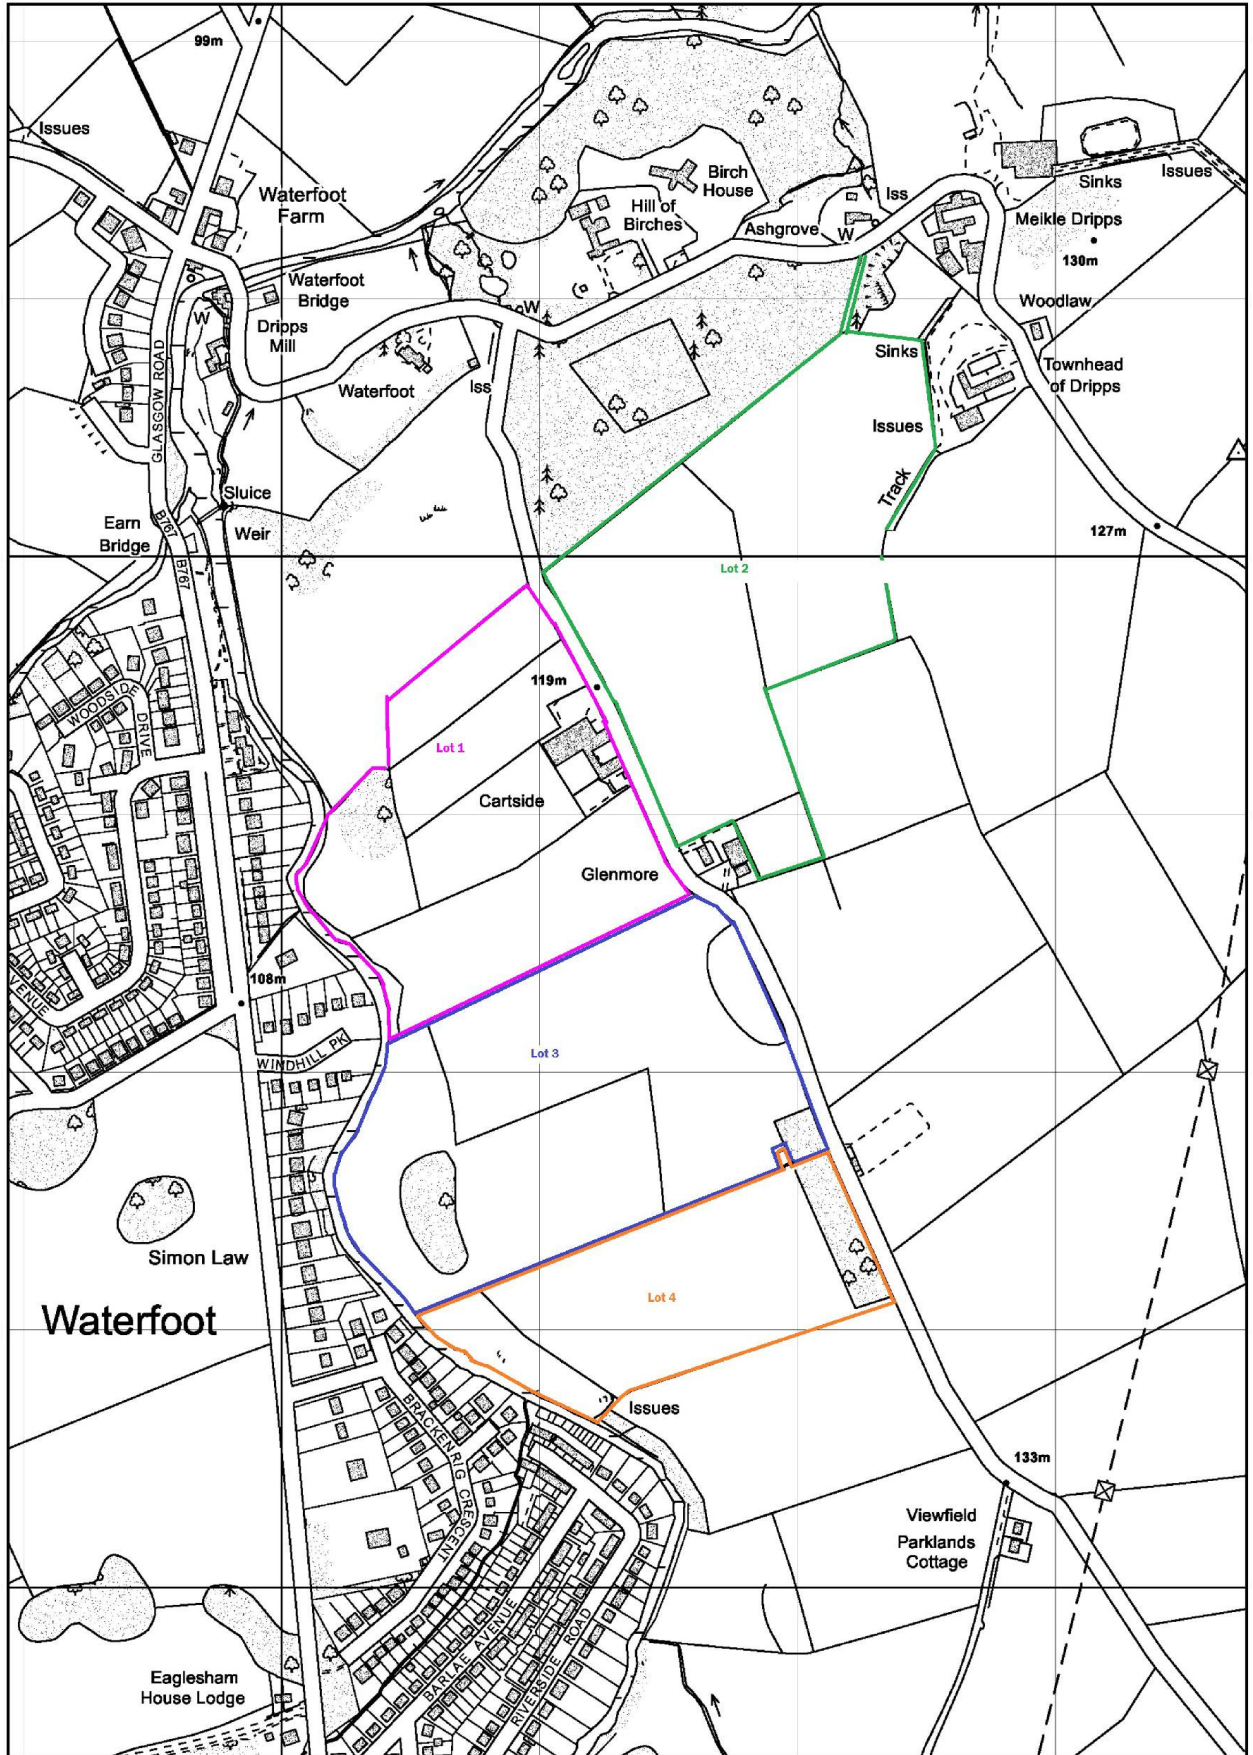 99m
Issues
Waterfoot
Farm
Birch
House
Hill of
Birches
Ashgrove
W
Iss
Sinks
Issues
Meikle Dripps
130m
Woodlaw
Waterfoot
Bridge
W
W
Dripps
Mill
GLASGOW ROAD
Waterfoot
Iss
Sinks
Townhead
of Dripps
Issues
Track
Sluice
Weir
Earn
Bridge
B767
B767
127m
Lot 2
WOODSIDE
DRIVE
119m
Lot 1
Cartside
Glenmore
108m
VENUE
WINDHILL PK
Lot 3
Simon Law
Waterfoot
Lot 4
Issues
BRACKENRIG CRESCENT
133m
Viewfield
Parklands
Cottage
BARLAE AVENUE
RIVERSIDE ROAD
Eaglesham
House Lodge